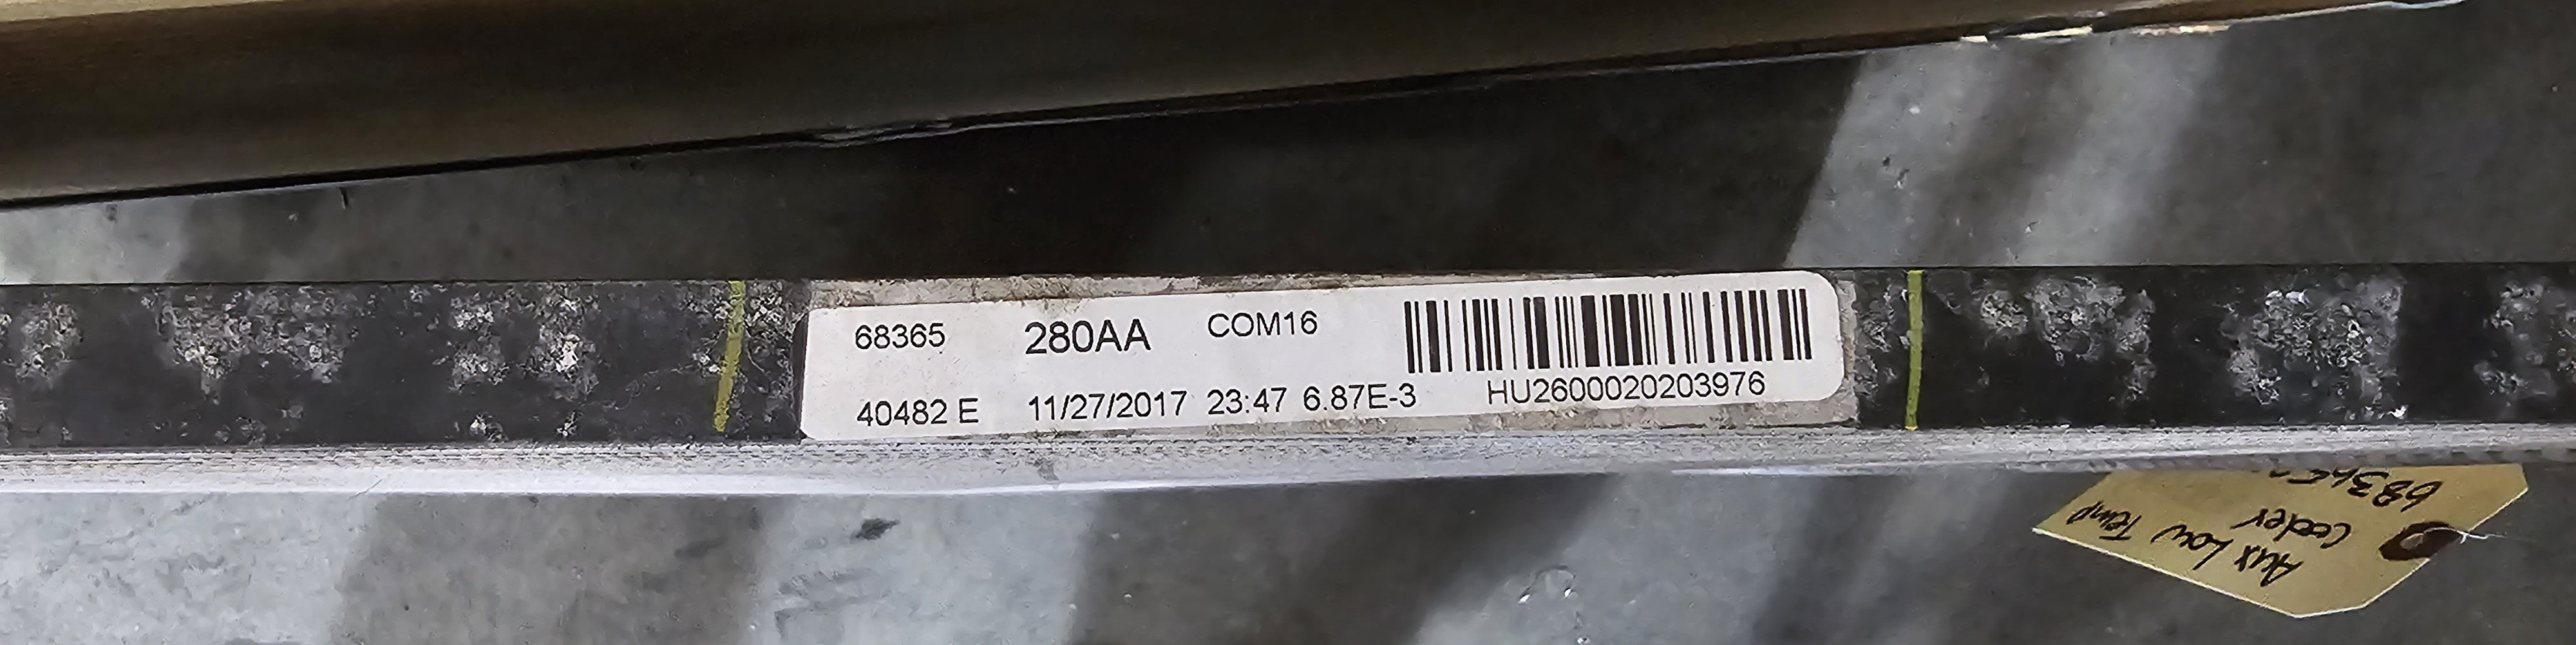 68365 280AA COM16
40482 E 11/27/2017 23:47 6.87E-3 HU2600020203976
Aux Low Temp
Cooler